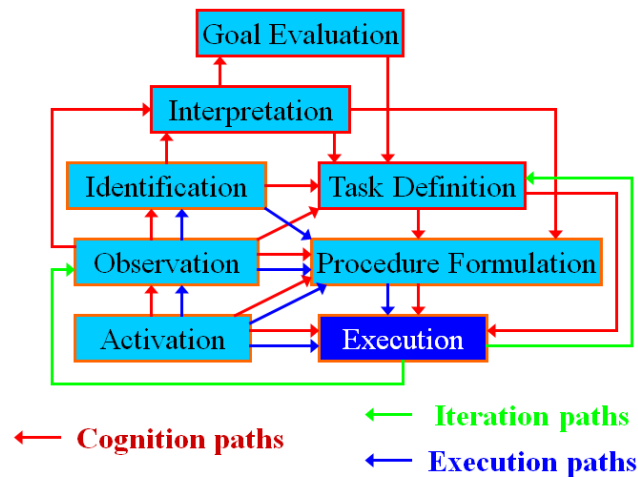 Goal Evaluation
Interpretation
Identification
Task Definition
Observation
Procedure Formulation
Activation
Execution
Iteration paths
Cognition paths
Execution paths